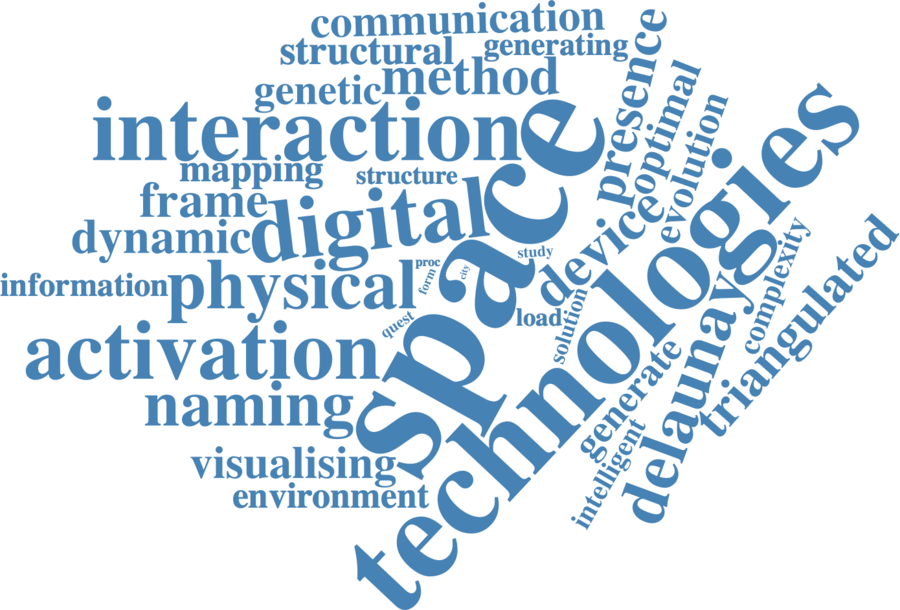 communication
structural
generating
genetic
method
presence
optimal
interaction
space
evolution
technologies
mapping
structure
frame
digital
device
dynamic
study
proc
form
city
complexity
triangulated
information
physical
quest
load
solution
delaunay
activation
generate
naming
intelligent
visualising
environment